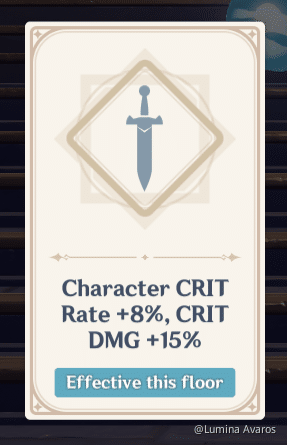 Character CRIT
Rate +8%, CRIT
DMG +15%
Effective this floor
@Lumina Avaros